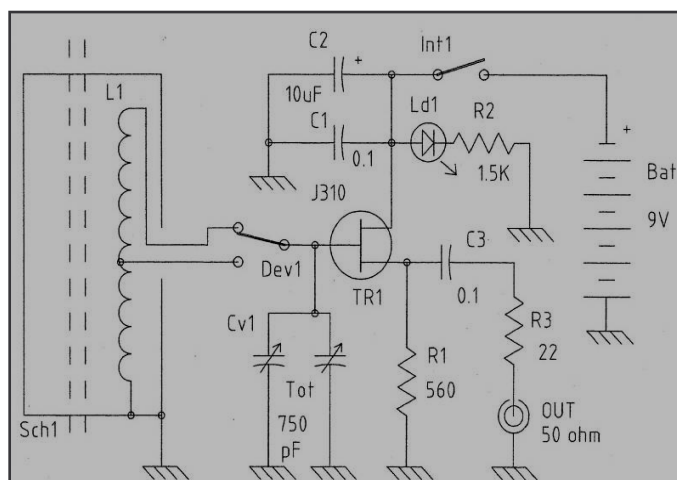 C2
Int1
+
L1
10uF
Ld1
R2
C1
+
0.1
1.5K
Bat
J310
9V
C3
Dev1
TR1
0.1
Cv1
R3
R1
22
Tot
560
OUT
750
50 ohm
Sch1
pF